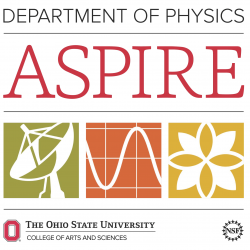 DEPARTMENT OF PHYSICS
ASPIRE
THE OHIO STATE UNIVERSITY
COLLEGE OF ARTS AND SCIENCES
NSF